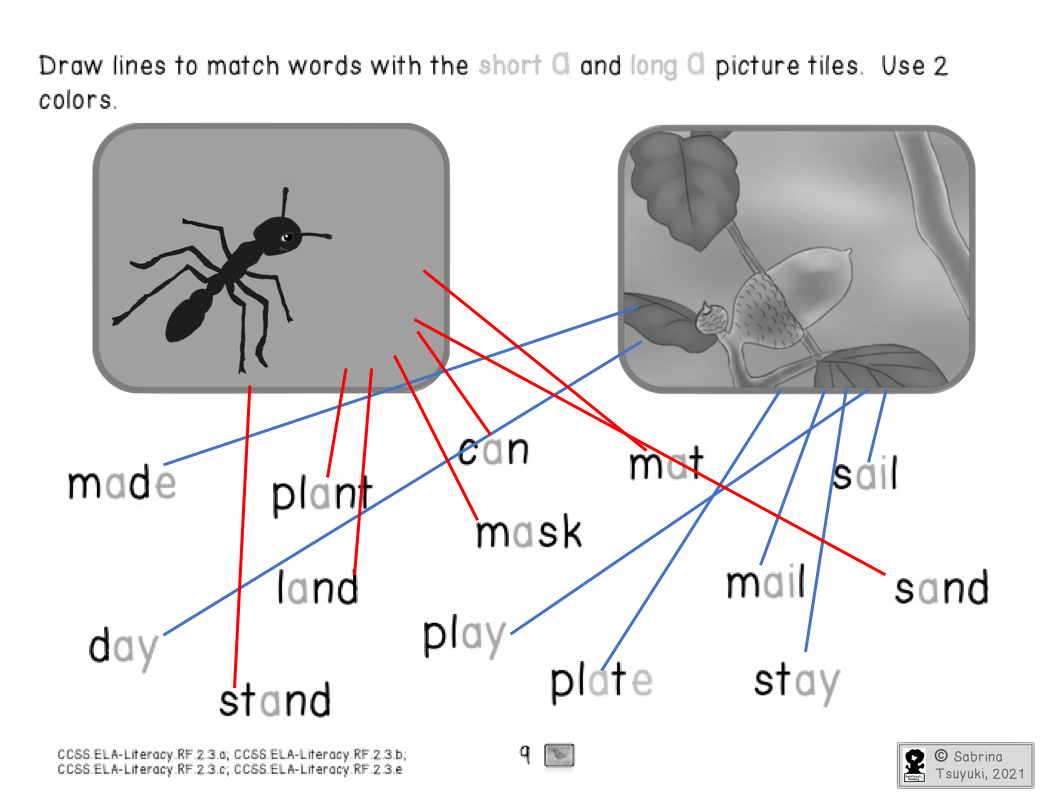 Draw lines to match words with the short a and long a picture tiles. Use 2
colors.
made
plant
can
mat
sail
mask
land
mail
sand
day
play
plate
stay
stand
CCSS.ELA-Literacy.RF.2.3.a; CCSS.ELA-Literacy.RF.2.3.b;
CCSS.ELA-Literacy.RF.2.3.c; CCSS.ELA-Literacy.RF.2.3.e
9
© Sabrina
Tsuyuki, 2021